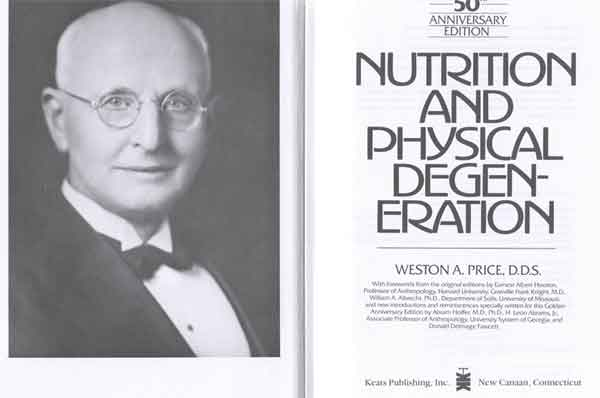 50TH
ANNIVERSARY
EDITION
NUTRITION
AND
PHYSICAL
DEGEN-
ERATION
WESTON A. PRICE, D.D.S.
With forewords from the original editions by Earnest Albert Hooton,
Professor of Anthropology, Harvard University, Granville Frank Knight, M.D.,
William A. Albrecht, Ph.D., Department of Soils, University of Missouri,
and new introductions and reminiscences specially written for this Golden
Anniversary Edition by Abram Hoffer, M.D., Ph.D., H. Leon Abrams, Jr.,
Associate Professor of Anthropology, University System of Georgia, and
Donald Delmage Fawcett.
Keats Publishing, Inc. New Canaan, Connecticut